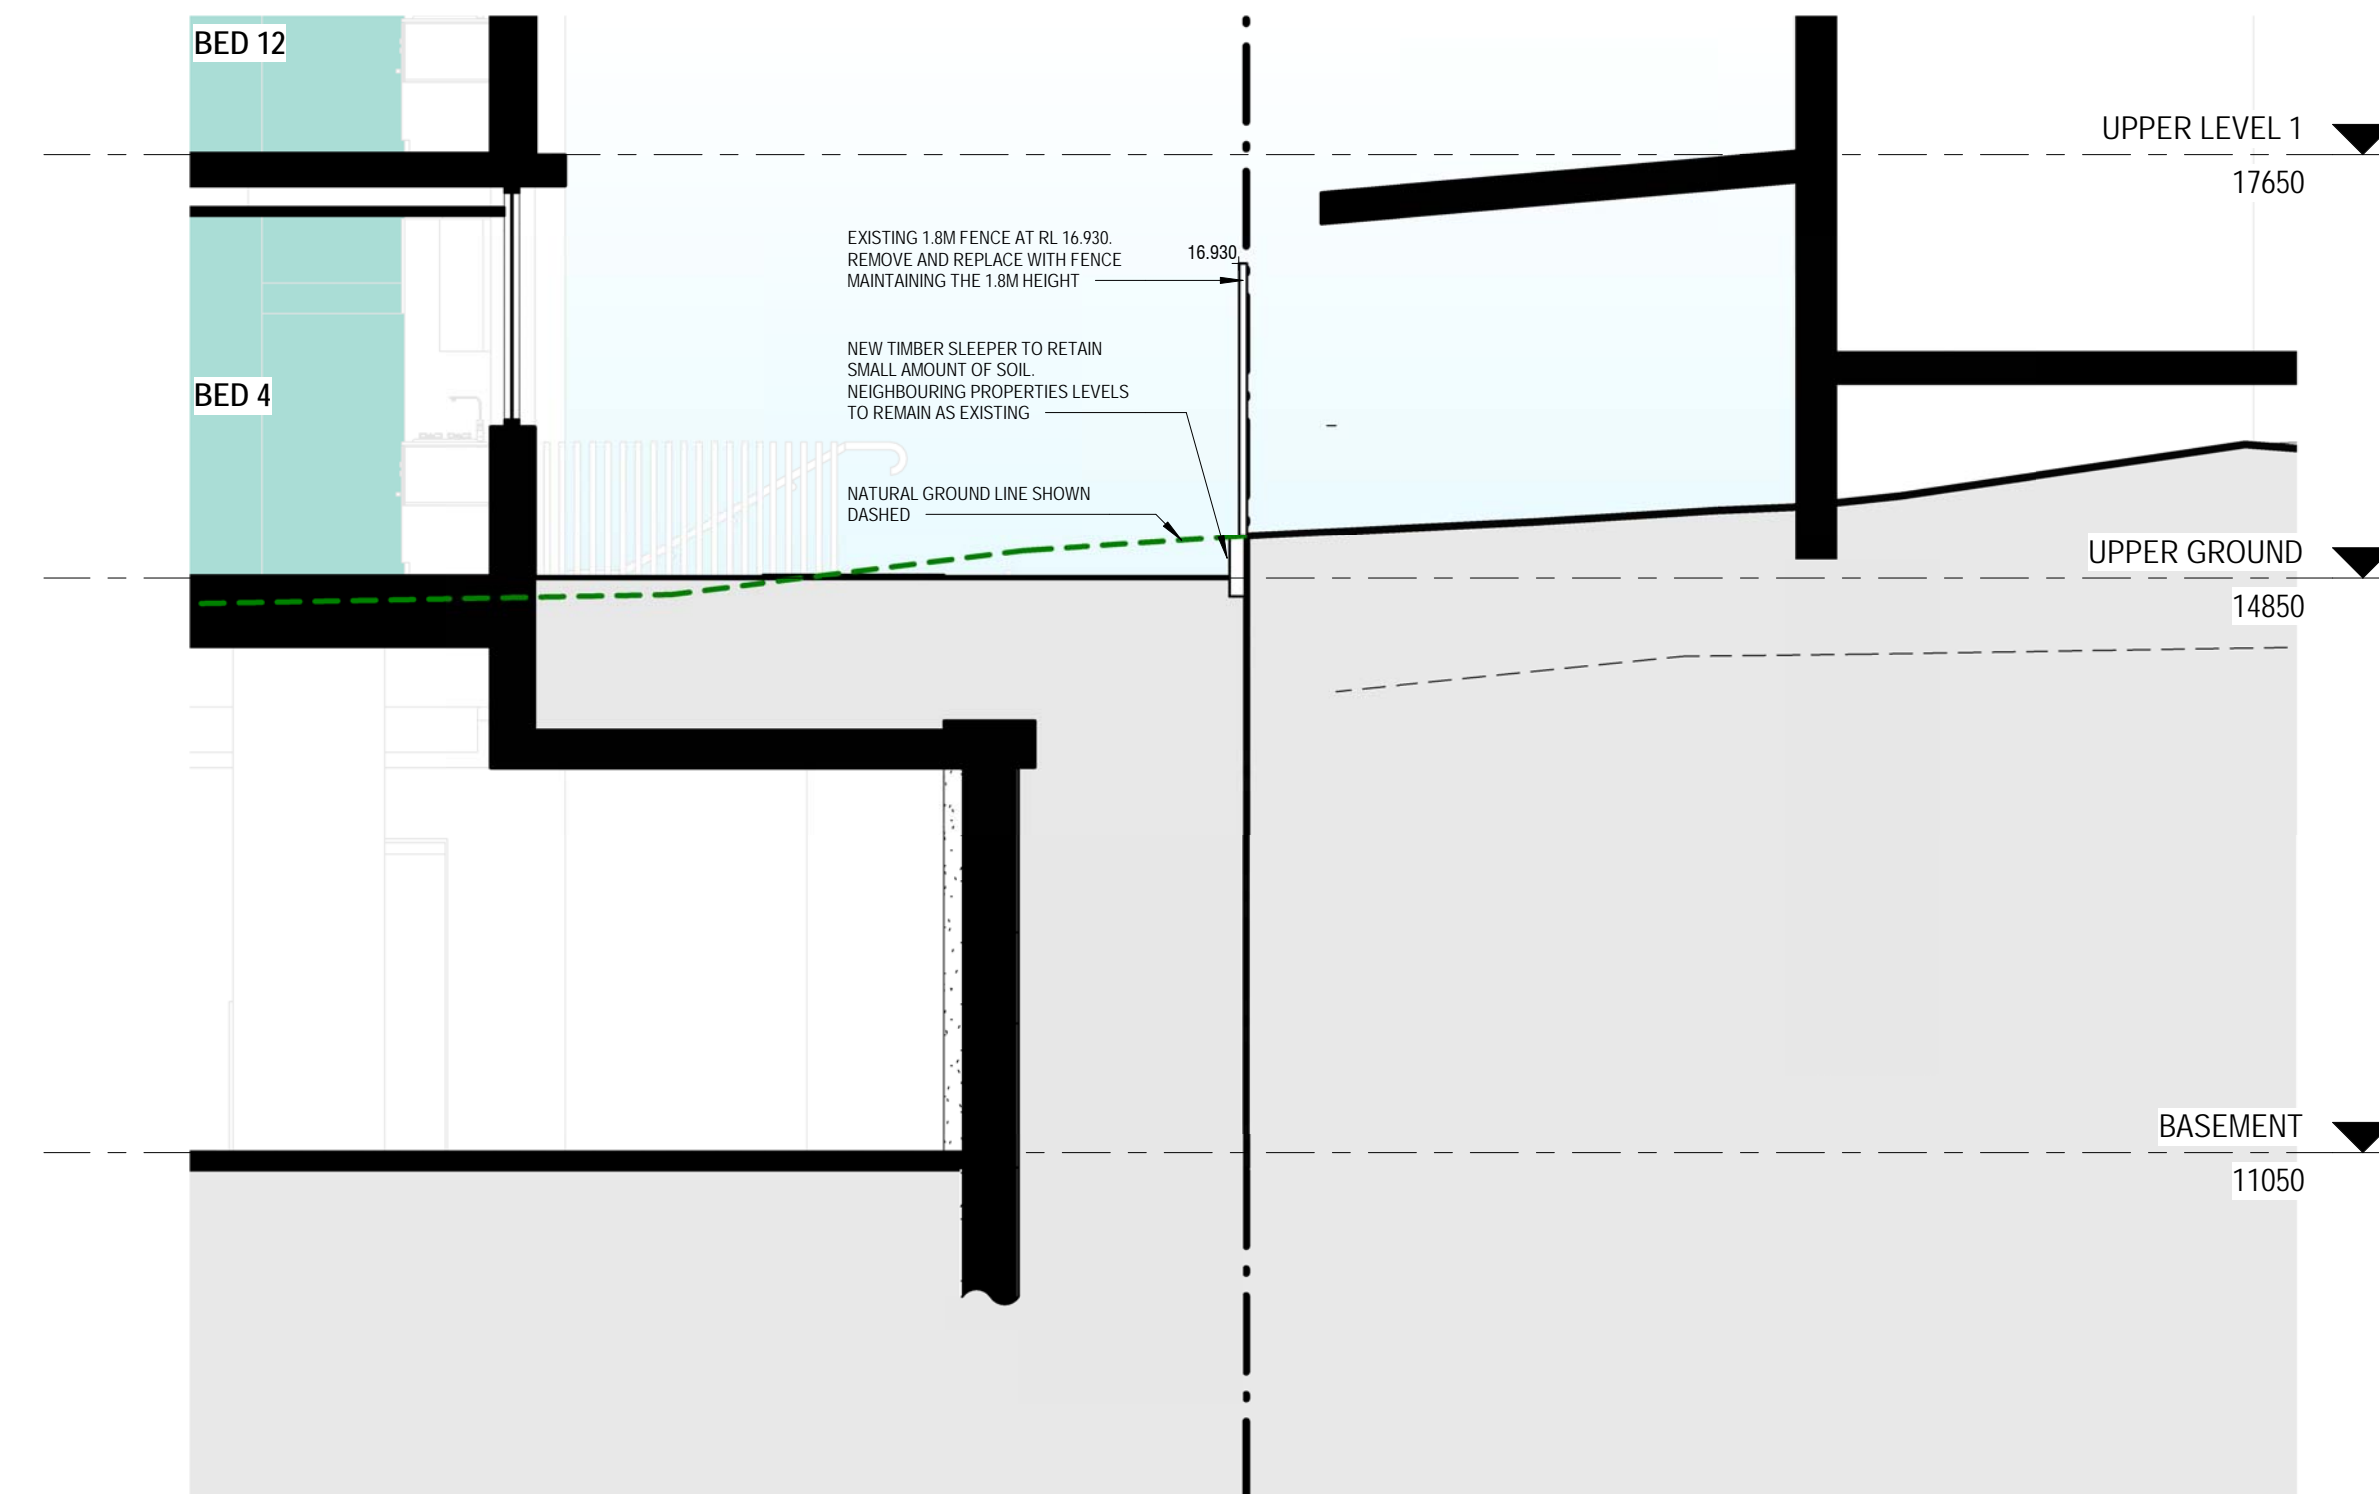 BED 12
UPPER LEVEL 1
17650
EXISTING 1.8M FENCE AT RL 16.930.
REMOVE AND REPLACE WITH FENCE
MAINTAINING THE 1.8M HEIGHT
16.930
NEW TIMBER SLEEPER TO RETAIN
SMALL AMOUNT OF SOIL.
NEIGHBOURING PROPERTIES LEVELS
TO REMAIN AS EXISTING
BED 4
NATURAL GROUND LINE SHOWN
DASHED
UPPER GROUND
14850
BASEMENT
11050